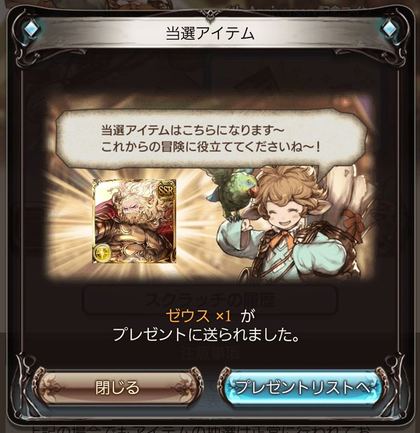 当選アイテム
当選アイテムはこちらになります～
これからの冒険に役立ててくださいね～！
SSR
スクラッチの履歴
ゼウス ×1 が
プレゼントに送られました。
閉じる
プレゼントリストへ